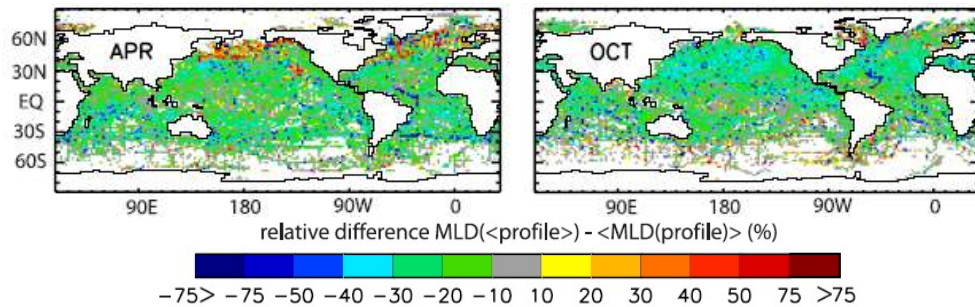 60N
30N
EQ
30S
60S
APR
OCT
90E 180 90W 0
90E 180 90W 0
relative difference MLD(<profile>) - <MLD(profile)> (%)
-75> -75 -50 -40 -30 -20 -10 10 20 30 40 50 75 >75